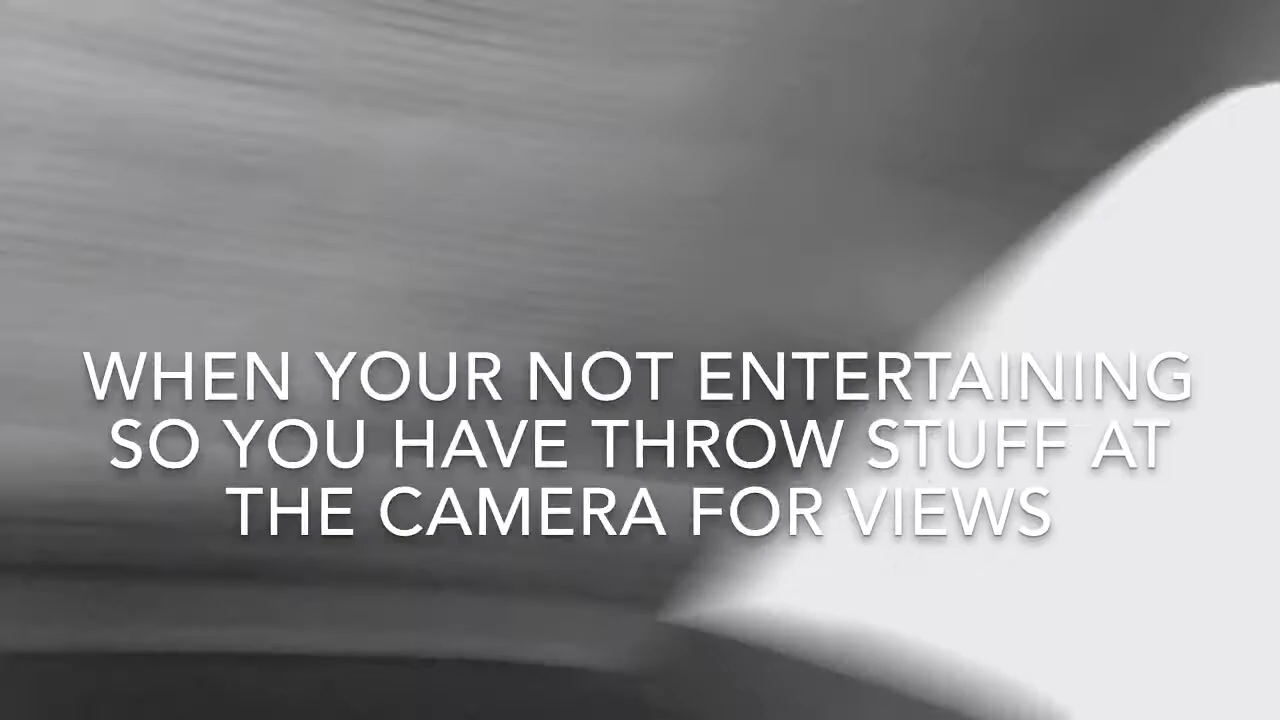 WHEN YOUR NOT ENTERTAINING
SO YOU HAVE THROW STUFF AT
THE CAMERA FOR VIEWS